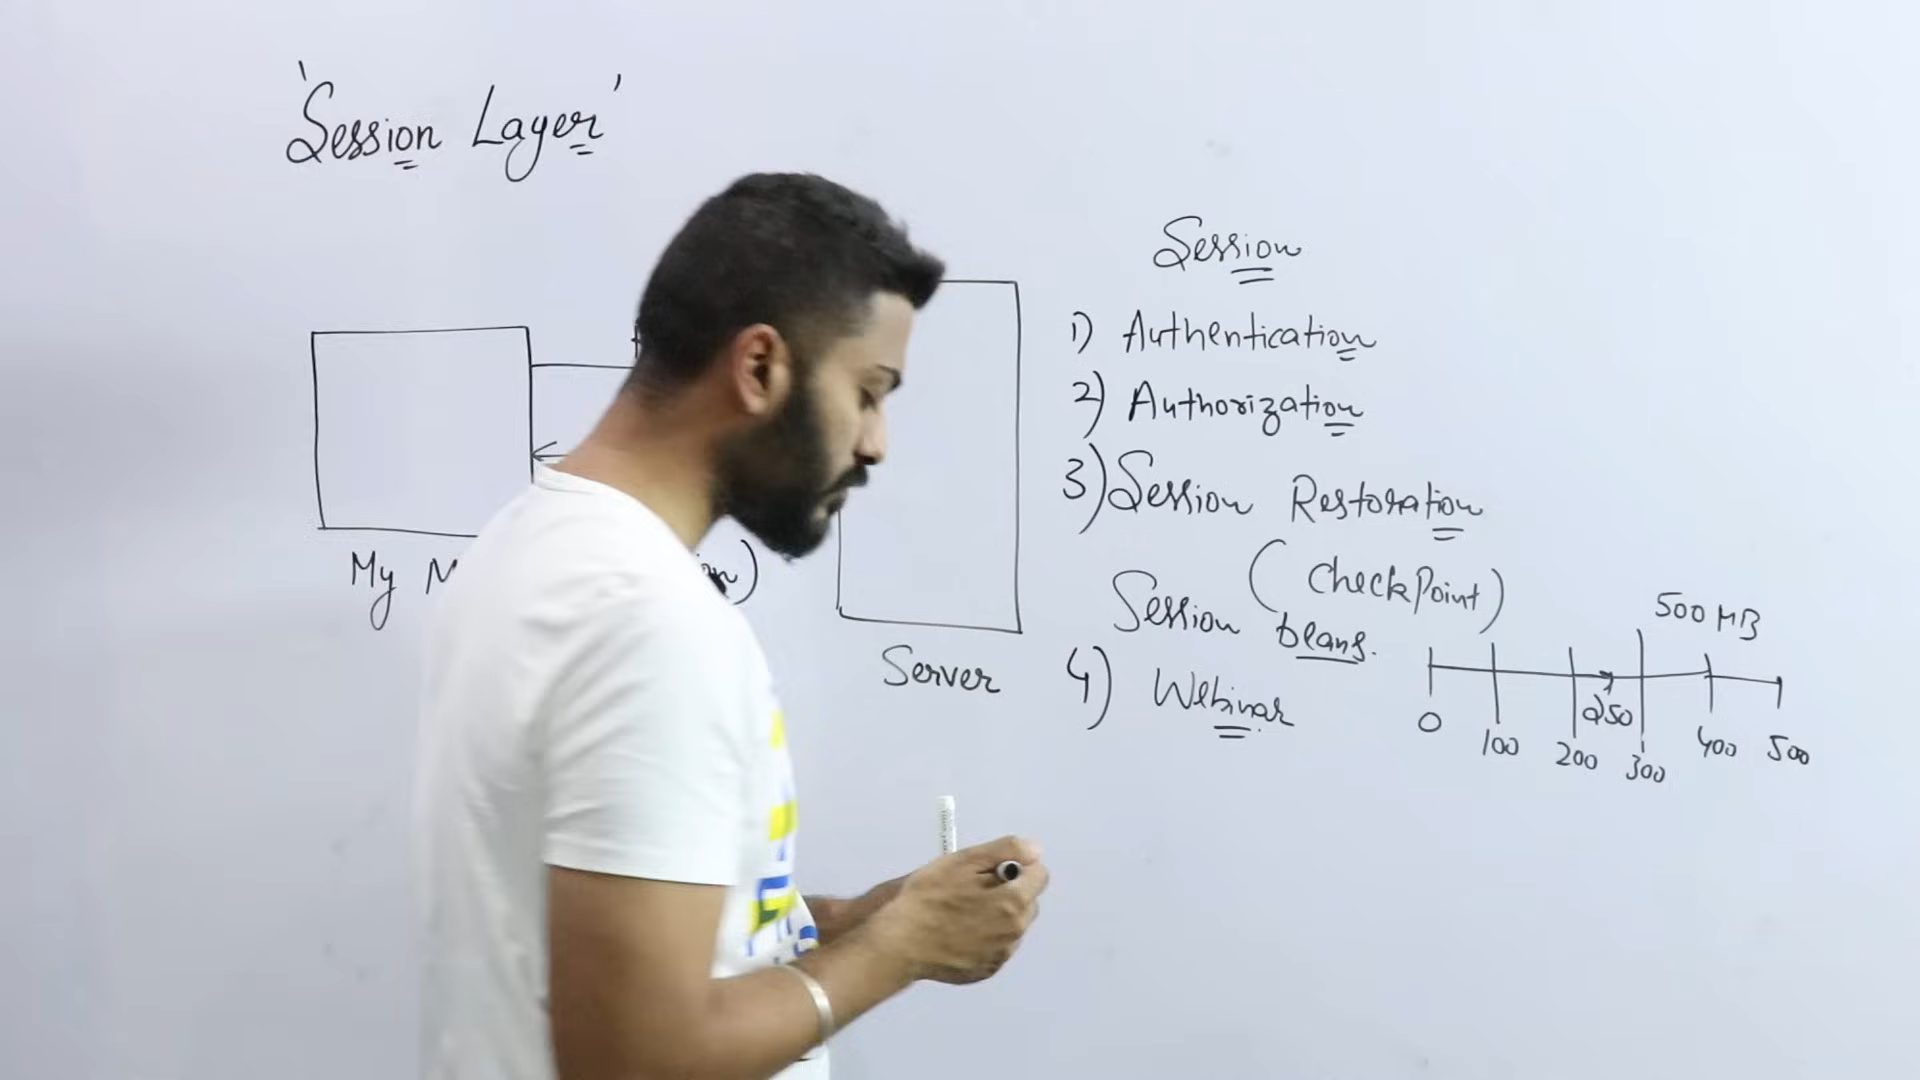 'Session Layer'
My
Server
Session
1) Authentication
2) Authorization
3) Session Restoration
(CheckPoint)
Session beans.
4) Webinar
500 MB
0 100 200 250 300 400 500